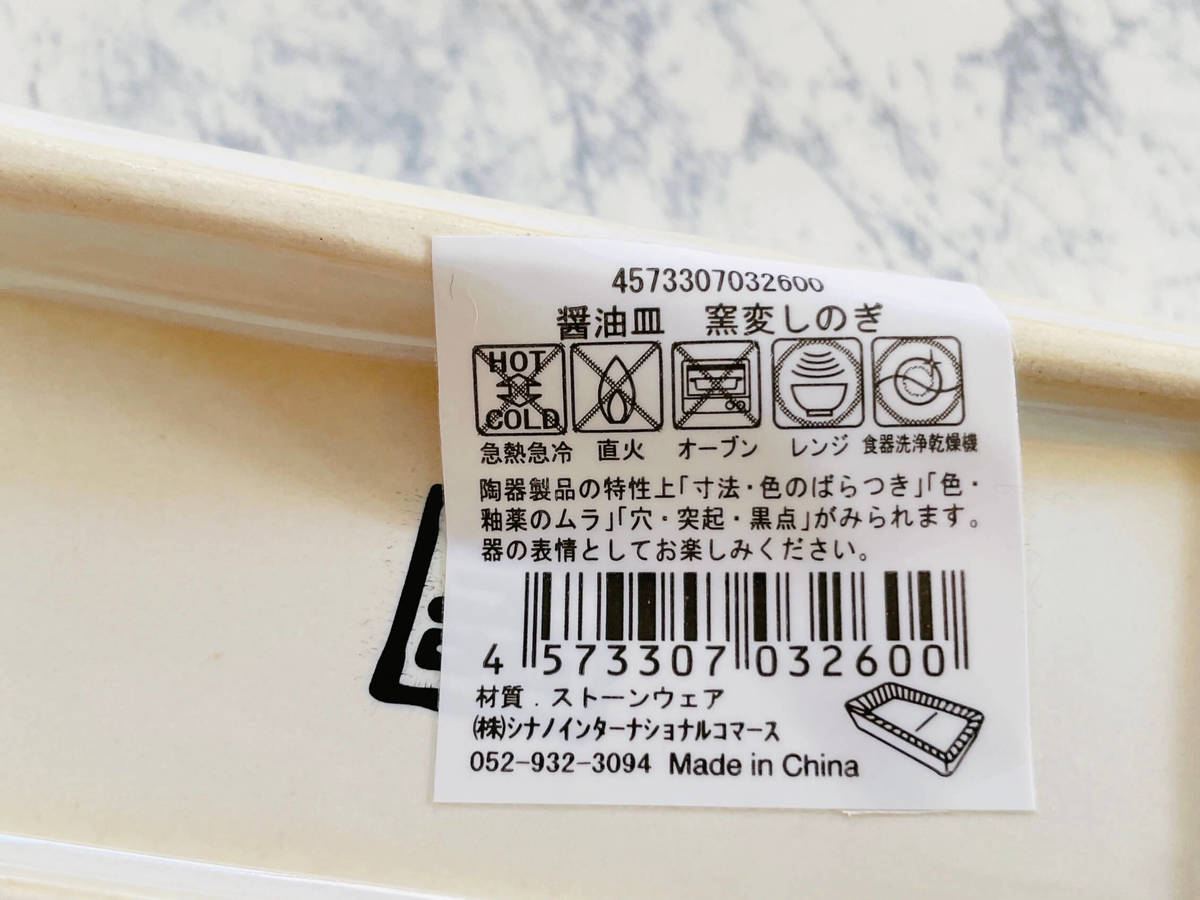 4573307032600
醤油皿 窯変しのぎ
HOT
COLD
急熱急冷 直火 オーブン レンジ 食器洗浄乾燥機
陶器製品の特性上「寸法・色のばらつき」「色・
釉薬のムラ」「穴・突起・黒点」がみられます。
器の表情としてお楽しみください。
4 573307 032600
材質．ストーンウェア
㈱シナノインターナショナルコマース
052-932-3094 Made in China